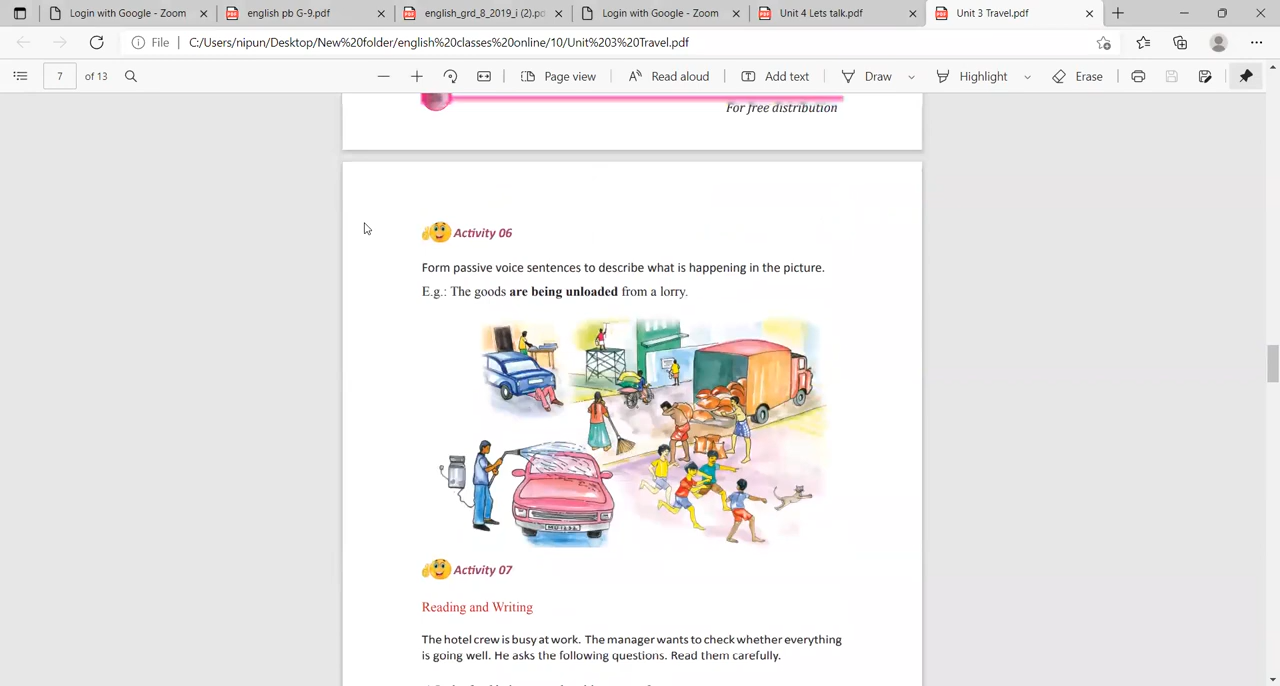 Login with Google - Zoom
english pb G-9.pdf
english_grd_8_2019_i (2).pd
Login with Google - Zoom
Unit 4 Lets talk.pdf
Unit 3 Travel.pdf
File | C:/Users/nipun/Desktop/New%20folder/english%20classes%20online/10/Unit%203%20Travel.pdf
7 of 13 Page view Read aloud Add text Draw Highlight Erase
For free distribution
Activity 06
Form passive voice sentences to describe what is happening in the picture.
E.g.: The goods are being unloaded from a lorry.
Activity 07
Reading and Writing
The hotel crew is busy at work. The manager wants to check whether everything
is going well. He asks the following questions. Read them carefully.